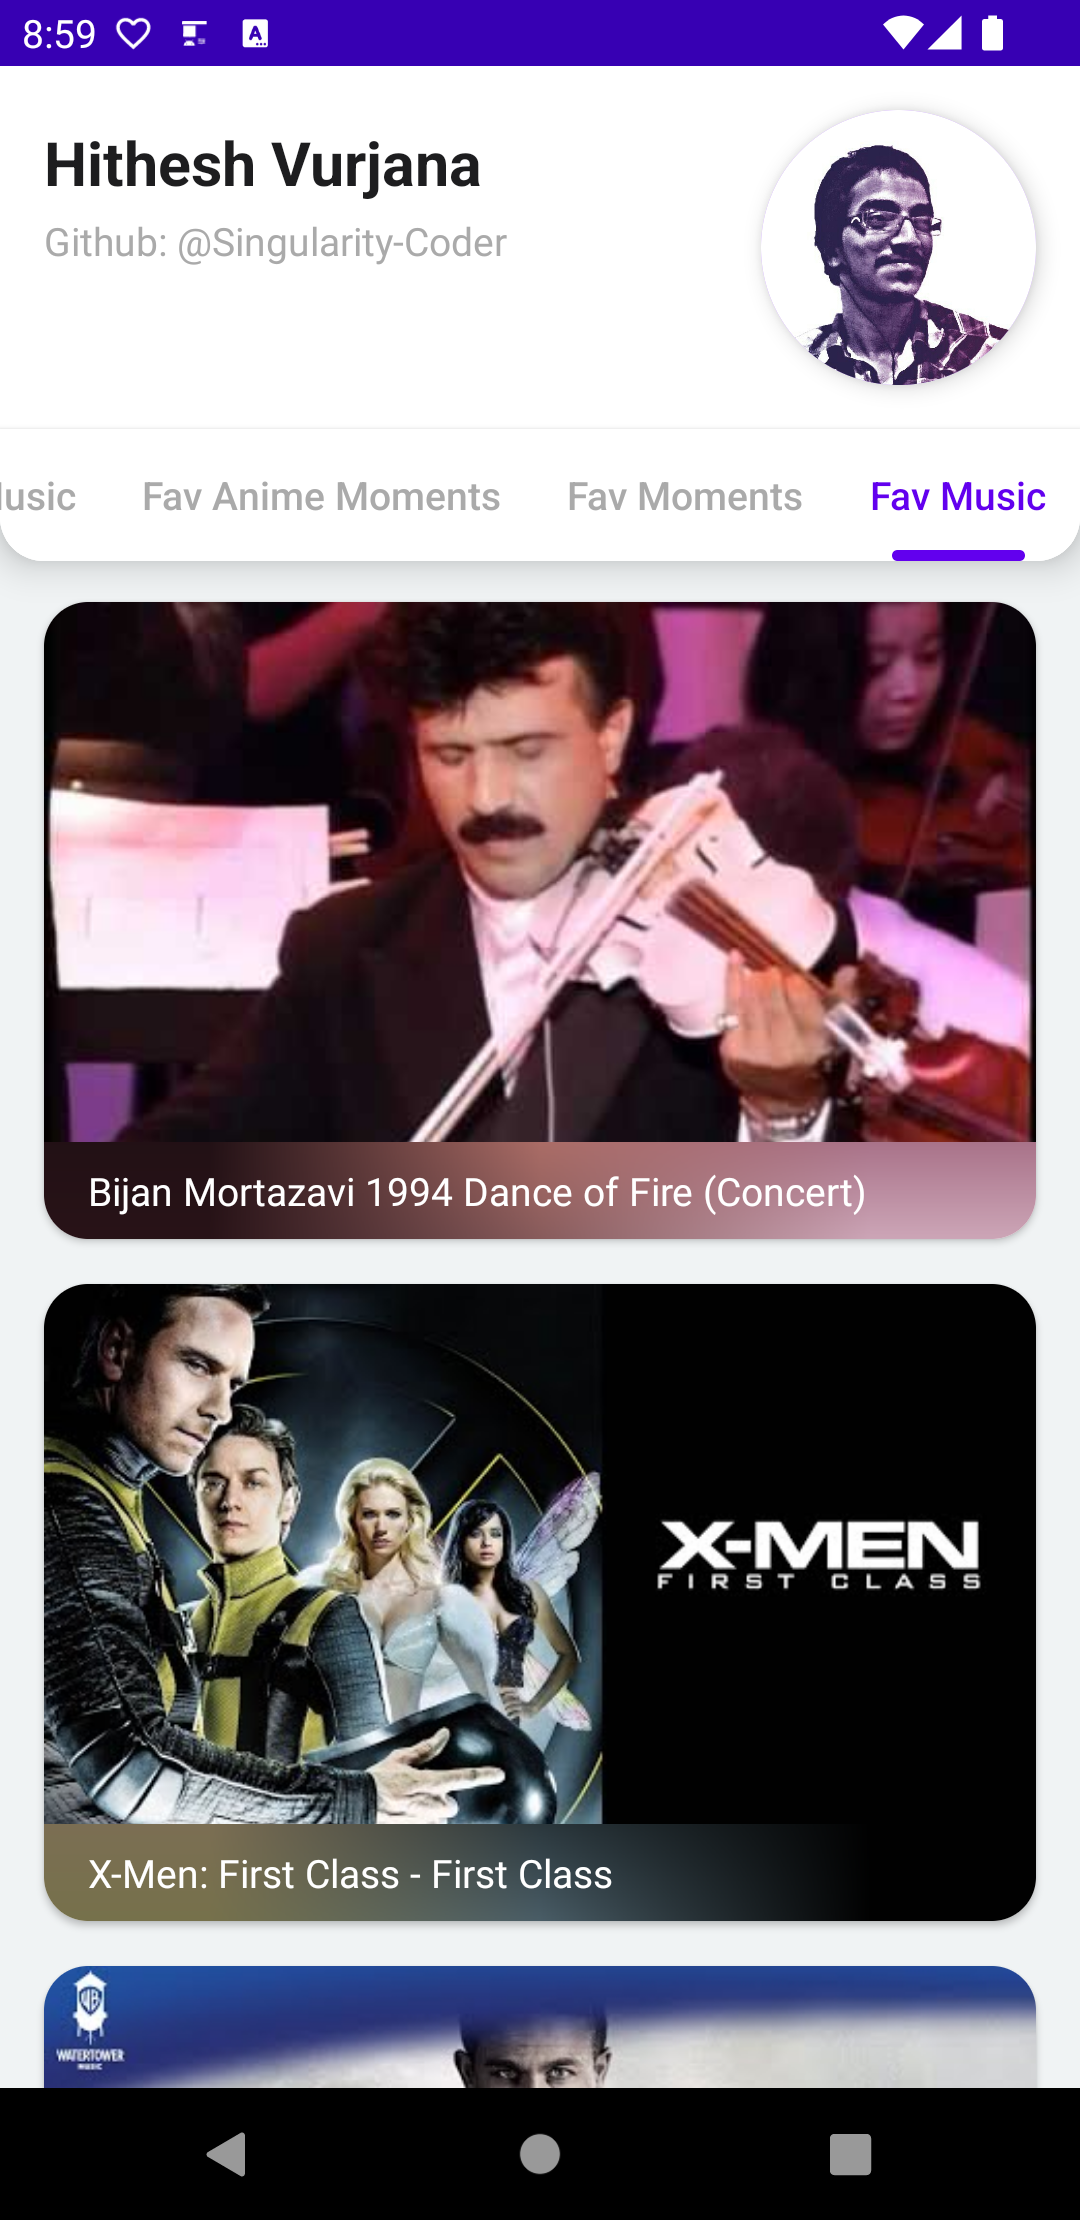 8:59
Hithesh Vurjana
Github: @Singularity-Coder
usic Fav Anime Moments Fav Moments Fav Music
Bijan Mortazavi 1994 Dance of Fire (Concert)
X-MEN
FIRST CLASS
X-Men: First Class - First Class
WATERTOWER
MUSIC